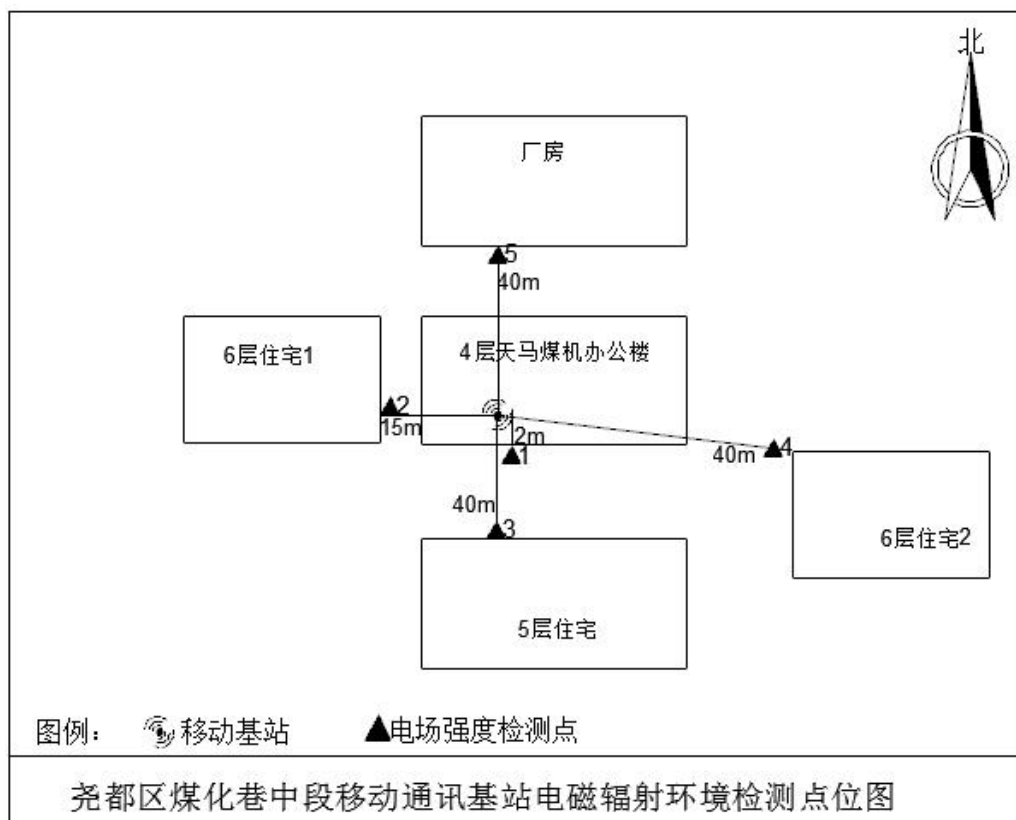 北
厂房
5
40m
6层住宅1
4层天马煤机办公楼
2
15m
2m
1
40m
4
40m
3
6层住宅2
5层住宅
图例: 移动基站 电场强度检测点
尧都区煤化巷中段移动通讯基站电磁辐射环境检测点位图